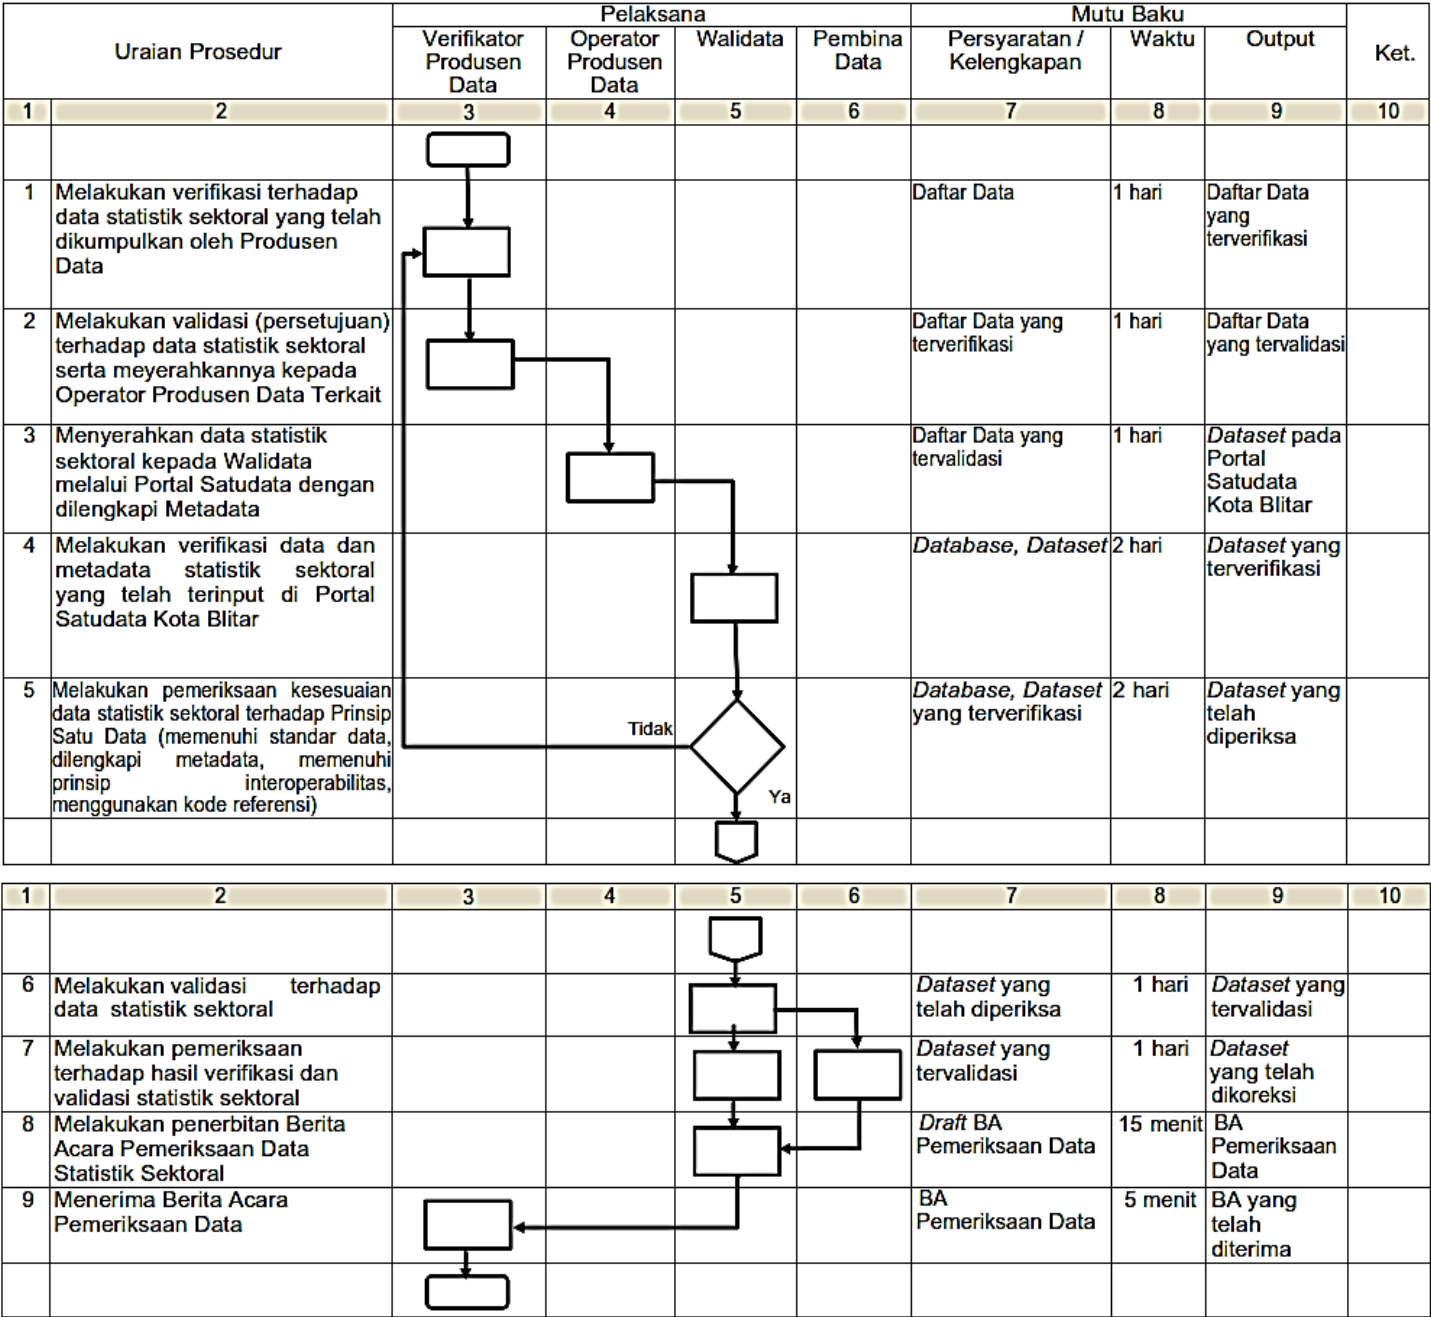 Uraian Prosedur
Pelaksana
Mutu Baku
Ket.
Verifikator
Produsen
Data
Operator
Produsen
Data
Walidata
Pembina
Data
Persyaratan /
Kelengkapan
Waktu
Output
1 2 3 4 5 6 7 8 9 10
1
Melakukan verifikasi terhadap
data statistik sektoral yang telah
dikumpulkan oleh Produsen
Data
Daftar Data
1 hari
Daftar Data
yang
terverifikasi
2
Melakukan validasi (persetujuan)
terhadap data statistik sektoral
serta meyerahkannya kepada
Operator Produsen Data Terkait
Daftar Data yang
terverifikasi
1 hari
Daftar Data
yang tervalidasi
3
Menyerahkan data statistik
sektoral kepada Walidata
melalui Portal Satudata dengan
dilengkapi Metadata
Daftar Data yang
tervalidasi
1 hari
Dataset pada
Portal
Satudata
Kota Blitar
4
Melakukan verifikasi data dan
metadata statistik sektoral
yang telah terinput di Portal
Satudata Kota Blitar
Database, Dataset
2 hari
Dataset yang
terverifikasi
5
Melakukan pemeriksaan kesesuaian
data statistik sektoral terhadap Prinsip
Satu Data (memenuhi standar data,
dilengkapi metadata, memenuhi
prinsip interoperabilitas,
menggunakan kode referensi)
Tidak
Ya
Database, Dataset
yang terverifikasi
2 hari
Dataset yang
telah
diperiksa
1 2 3 4 5 6 7 8 9 10
6
Melakukan validasi terhadap
data statistik sektoral
Dataset yang
telah diperiksa
1 hari
Dataset yang
tervalidasi
7
Melakukan pemeriksaan
terhadap hasil verifikasi dan
validasi statistik sektoral
Dataset yang
tervalidasi
1 hari
Dataset
yang telah
dikoreksi
8
Melakukan penerbitan Berita
Acara Pemeriksaan Data
Statistik Sektoral
Draft BA
Pemeriksaan Data
15 menit
BA
Pemeriksaan
Data
9
Menerima Berita Acara
Pemeriksaan Data
BA
Pemeriksaan Data
5 menit
BA yang
telah
diterima